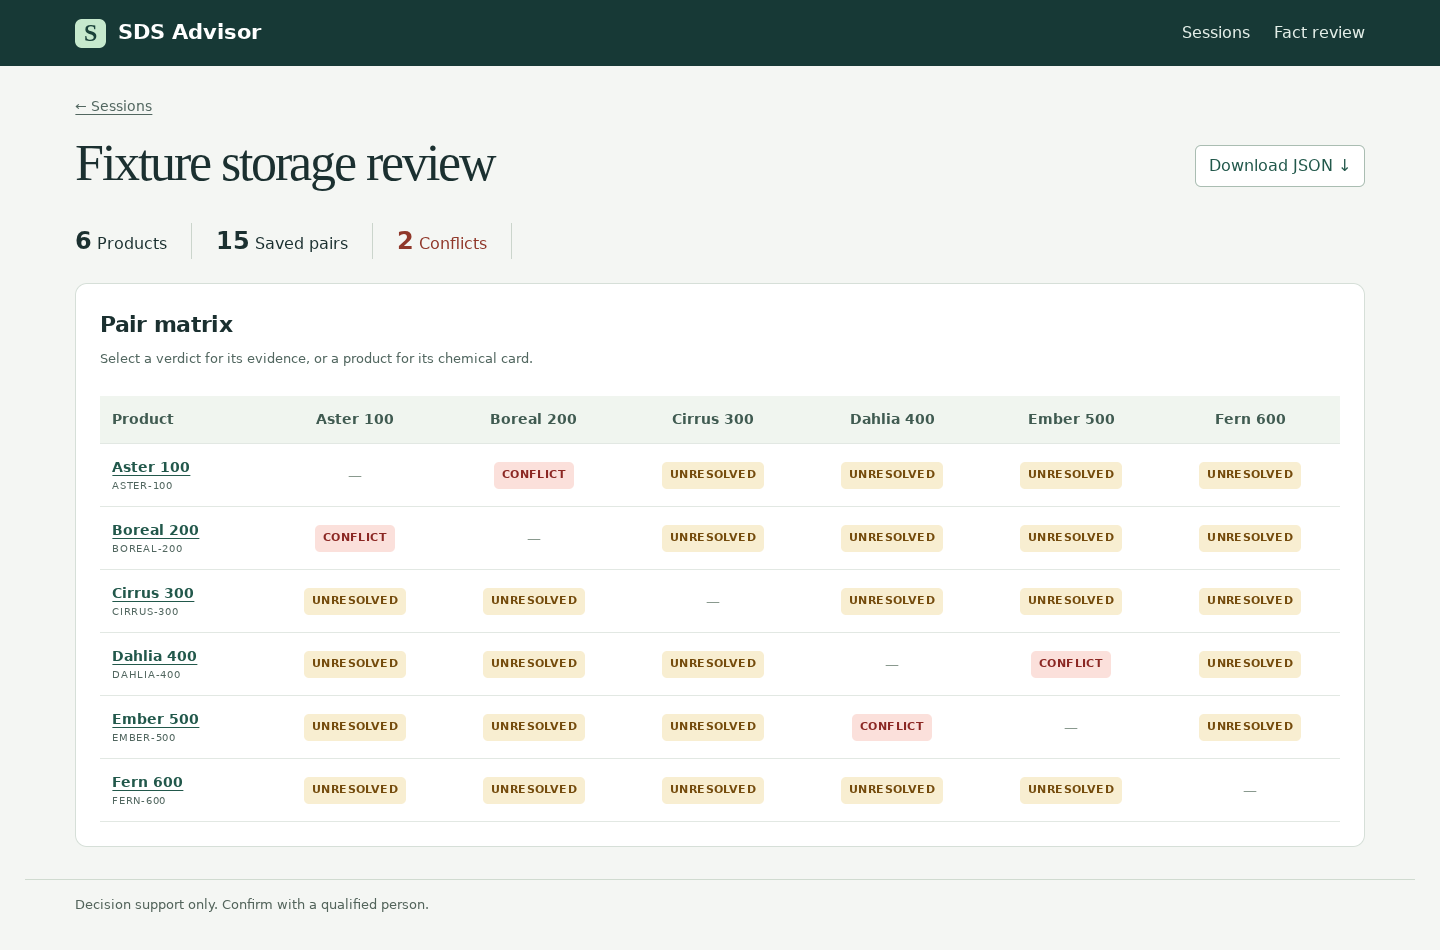 S SDS Advisor Sessions Fact review
← Sessions
Fixture storage review
Download JSON ↓
6 Products 15 Saved pairs 2 Conflicts
Pair matrix
Select a verdict for its evidence, or a product for its chemical card.
Product Aster 100 Boreal 200 Cirrus 300 Dahlia 400 Ember 500 Fern 600
Aster 100 — CONFLICT UNRESOLVED UNRESOLVED UNRESOLVED UNRESOLVED
ASTER-100
Boreal 200 CONFLICT — UNRESOLVED UNRESOLVED UNRESOLVED UNRESOLVED
BOREAL-200
Cirrus 300 UNRESOLVED UNRESOLVED — UNRESOLVED UNRESOLVED UNRESOLVED
CIRRUS-300
Dahlia 400 UNRESOLVED UNRESOLVED UNRESOLVED — CONFLICT UNRESOLVED
DAHLIA-400
Ember 500 UNRESOLVED UNRESOLVED UNRESOLVED CONFLICT — UNRESOLVED
EMBER-500
Fern 600 UNRESOLVED UNRESOLVED UNRESOLVED UNRESOLVED UNRESOLVED —
FERN-600
Decision support only. Confirm with a qualified person.